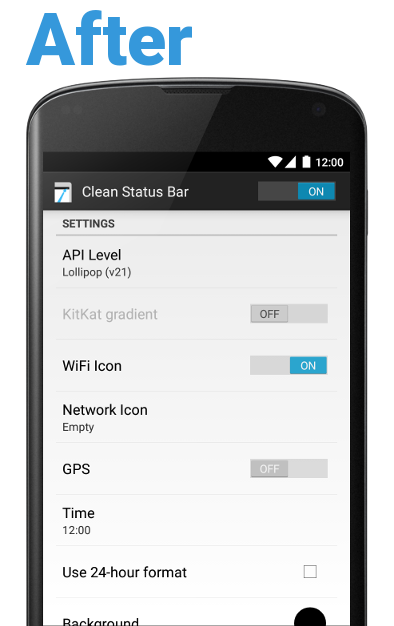 After
12:00
7 Clean Status Bar ON
SETTINGS
API Level
Lollipop (v21)
KitKat gradient OFF
WiFi Icon ON
Network Icon
Empty
GPS OFF
Time
12:00
Use 24-hour format
Background